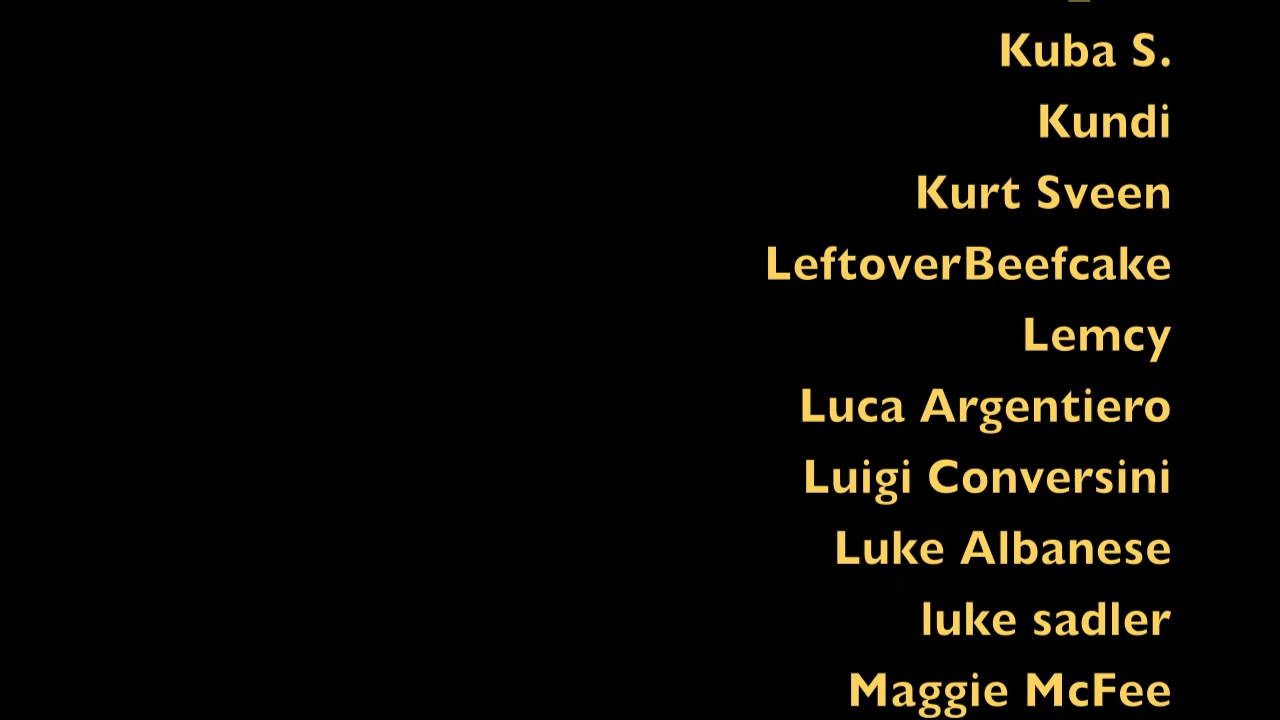 Kuba S.
Kundi
Kurt Sveen
LeftoverBeefcake
Lemcy
Luca Argentiero
Luigi Conversini
Luke Albanese
luke sadler
Maggie McFee